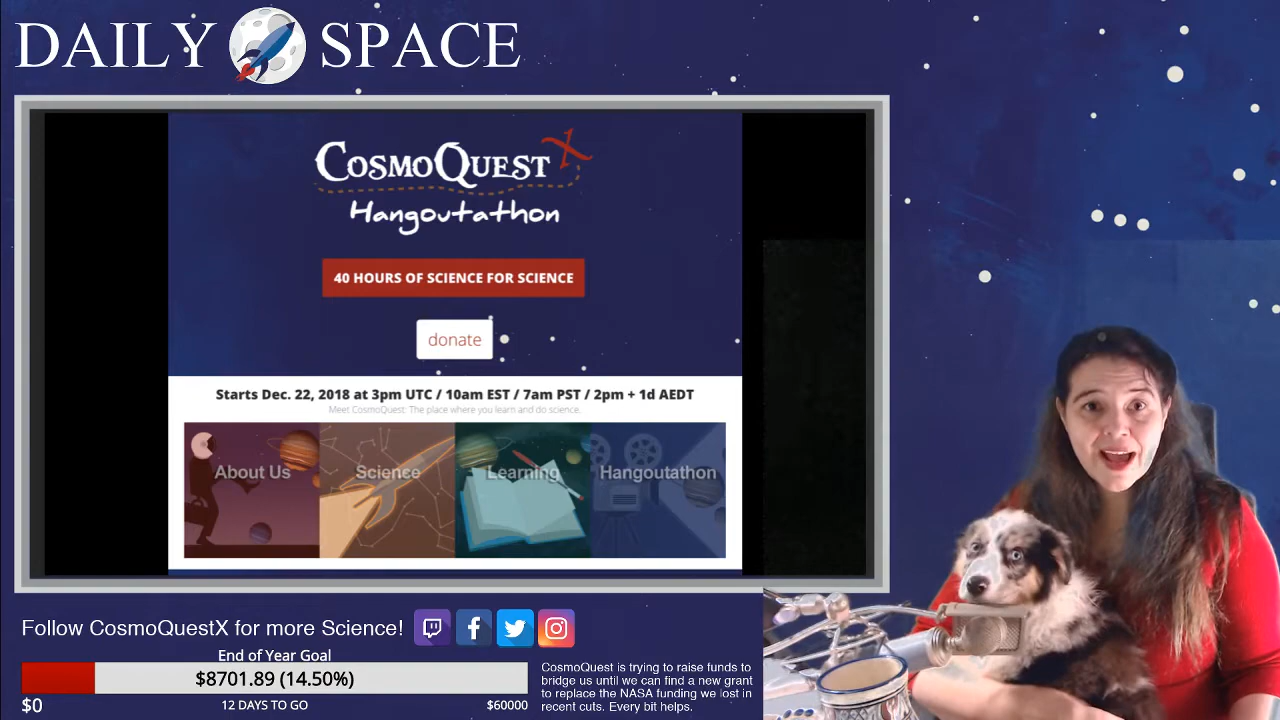 DAILY SPACE
COSMOQUEST X
Hangoutathon
40 HOURS OF SCIENCE FOR SCIENCE
donate
Starts Dec. 22, 2018 at 3pm UTC / 10am EST / 7am PST / 2pm + 1d AEDT
Meet CosmoQuest: The place where you learn and do science.
About Us
Science
Learning
Hangoutathon
Follow CosmoQuestX for more Science!
End of Year Goal
$8701.89 (14.50%)
$0
12 DAYS TO GO
$60000
CosmoQuest is trying to raise funds to
bridge us until we can find a new grant
to replace the NASA funding we lost in
recent cuts. Every bit helps.